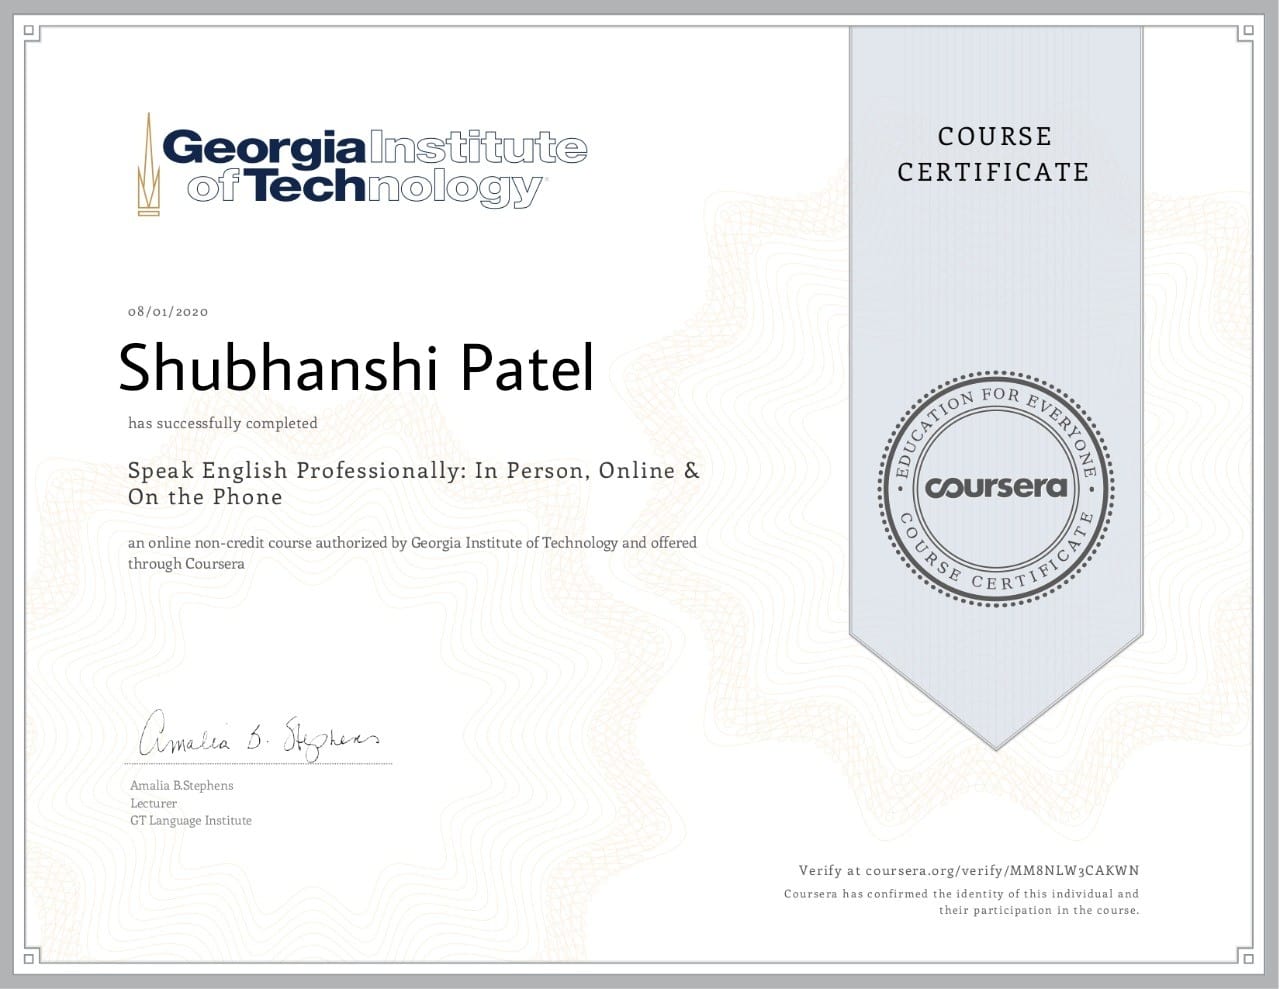 Georgia Institute
of Technology
COURSE
CERTIFICATE
08/01/2020
Shubhanshi Patel
has successfully completed
Speak English Professionally: In Person, Online &
On the Phone
an online non-credit course authorized by Georgia Institute of Technology and offered
through Coursera
EDUCATION FOR EVERYONE
coursera
COURSE CERTIFICATE
Amalia B. Stephens
Amalia B.Stephens
Lecturer
GT Language Institute
Verify at coursera.org/verify/MM8NLW3CAKWN
Coursera has confirmed the identity of this individual and
their participation in the course.